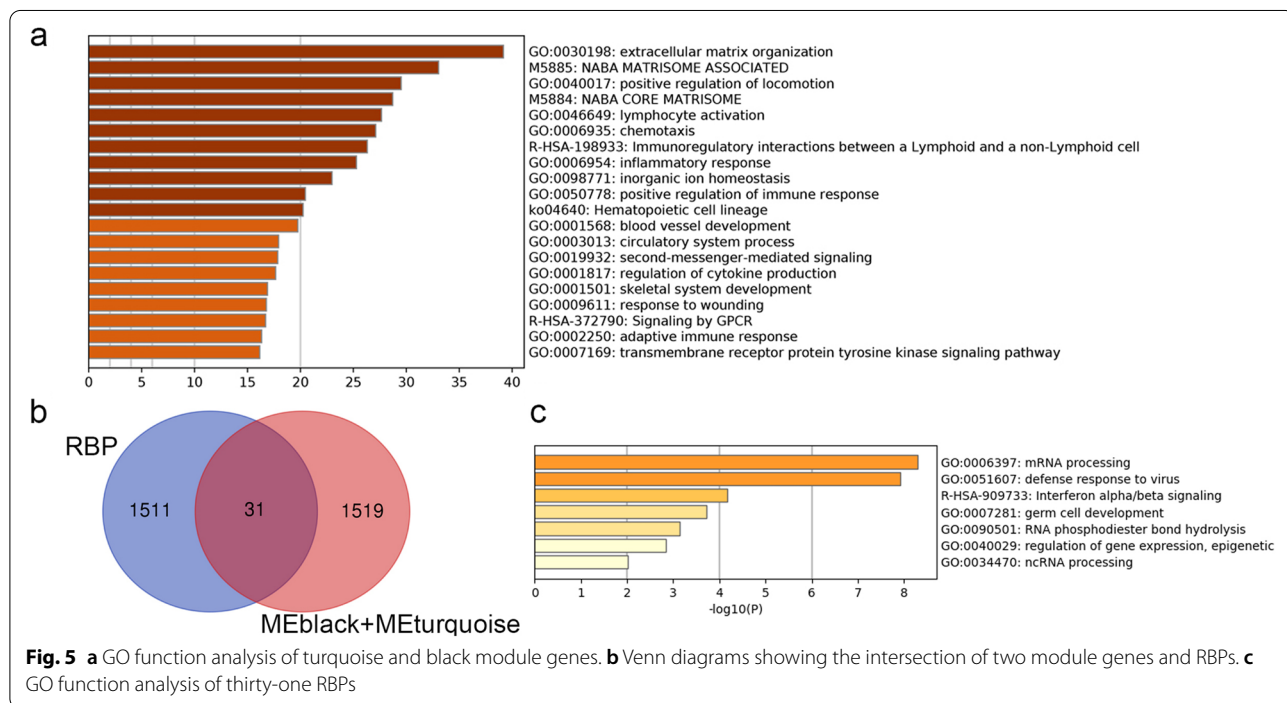 a
GO:0030198: extracellular matrix organization
M5885: NABA MATRISOME ASSOCIATED
GO:0040017: positive regulation of locomotion
M5884: NABA CORE MATRISOME
GO:0046649: lymphocyte activation
GO:0006935: chemotaxis
R-HSA-198933: Immunoregulatory interactions between a Lymphoid and a non-Lymphoid cell
GO:0006954: inflammatory response
GO:0098771: inorganic ion homeostasis
GO:0050778: positive regulation of immune response
ko04640: Hematopoietic cell lineage
GO:0001568: blood vessel development
GO:0003013: circulatory system process
GO:0019932: second-messenger-mediated signaling
GO:0001817: regulation of cytokine production
GO:0001501: skeletal system development
GO:0009611: response to wounding
R-HSA-372790: Signaling by GPCR
GO:0002250: adaptive immune response
GO:0007169: transmembrane receptor protein tyrosine kinase signaling pathway
0 5 10 15 20 25 30 35 40
b
RBP
1511 31 1519
MEblack+MEturquoise
c
GO:0006397: mRNA processing
GO:0051607: defense response to virus
R-HSA-909733: Interferon alpha/beta signaling
GO:0007281: germ cell development
GO:0090501: RNA phosphodiester bond hydrolysis
GO:0040029: regulation of gene expression, epigenetic
GO:0034470: ncRNA processing
0 1 2 3 4 5 6 7 8
-log10(P)
Fig. 5 a GO function analysis of turquoise and black module genes. b Venn diagrams showing the intersection of two module genes and RBPs. c
GO function analysis of thirty-one RBPs